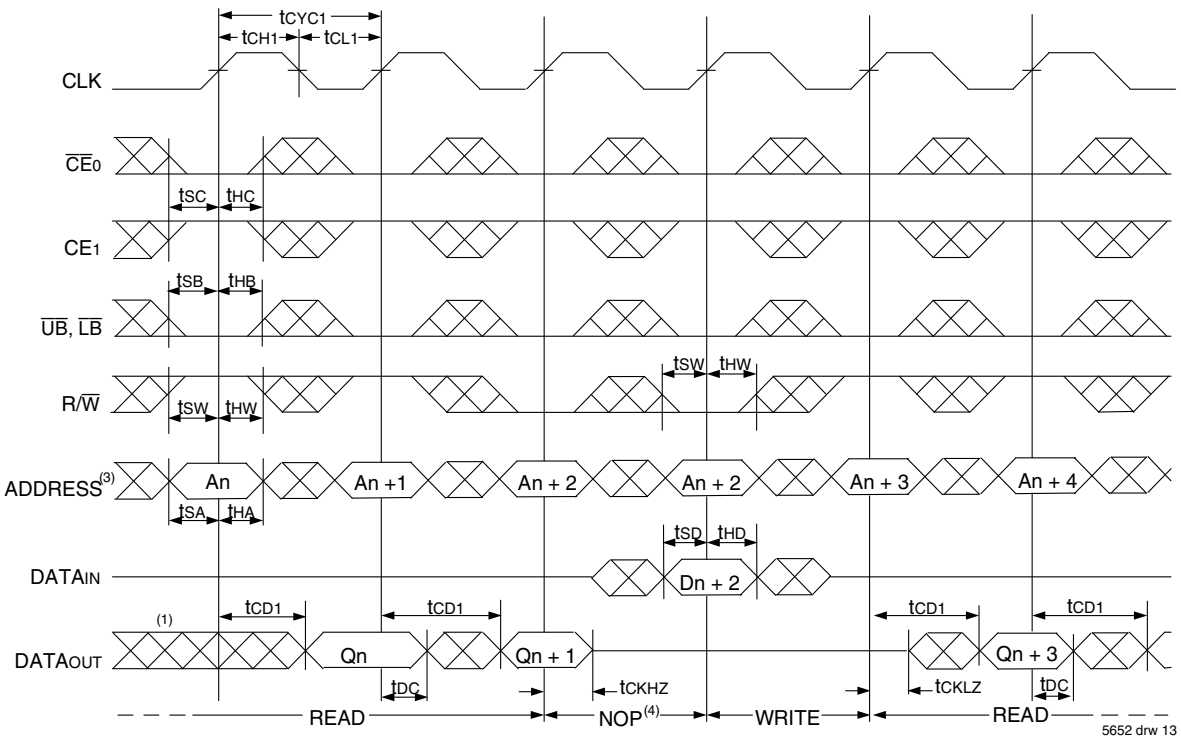 tCYC1
tCH1 tCL1
CLK
CE0
tSC tHC
CE1
tSB tHB
UB, LB
tSW tHW
R/W
tSW tHW
ADDRESS(3) An An +1 An + 2 An + 2 An + 3 An + 4
tSA tHA
tSD tHD
DATAIN Dn + 2
(1) tCD1 tCD1 tCD1 tCD1
DATAOUT Qn Qn + 1 Qn + 3
tDC tCKHZ tCKLZ tDC
READ NOP(4) WRITE READ
5652 drw 13